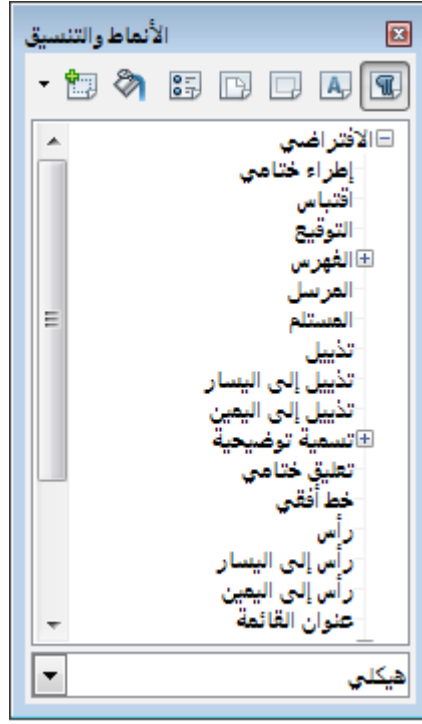 الأنماط والتنسيق
الافتراضي
إطراء ختامي
اقتباس
التوقيع
الفهرس
المرسل
المستلم
تذييل
تذييل إلى اليسار
تذييل إلى اليمين
تسمية توضيحية
تعليق ختامي
خط أفقي
رأس
رأس إلى اليسار
رأس إلى اليمين
عنوان القائمة
هيكلي